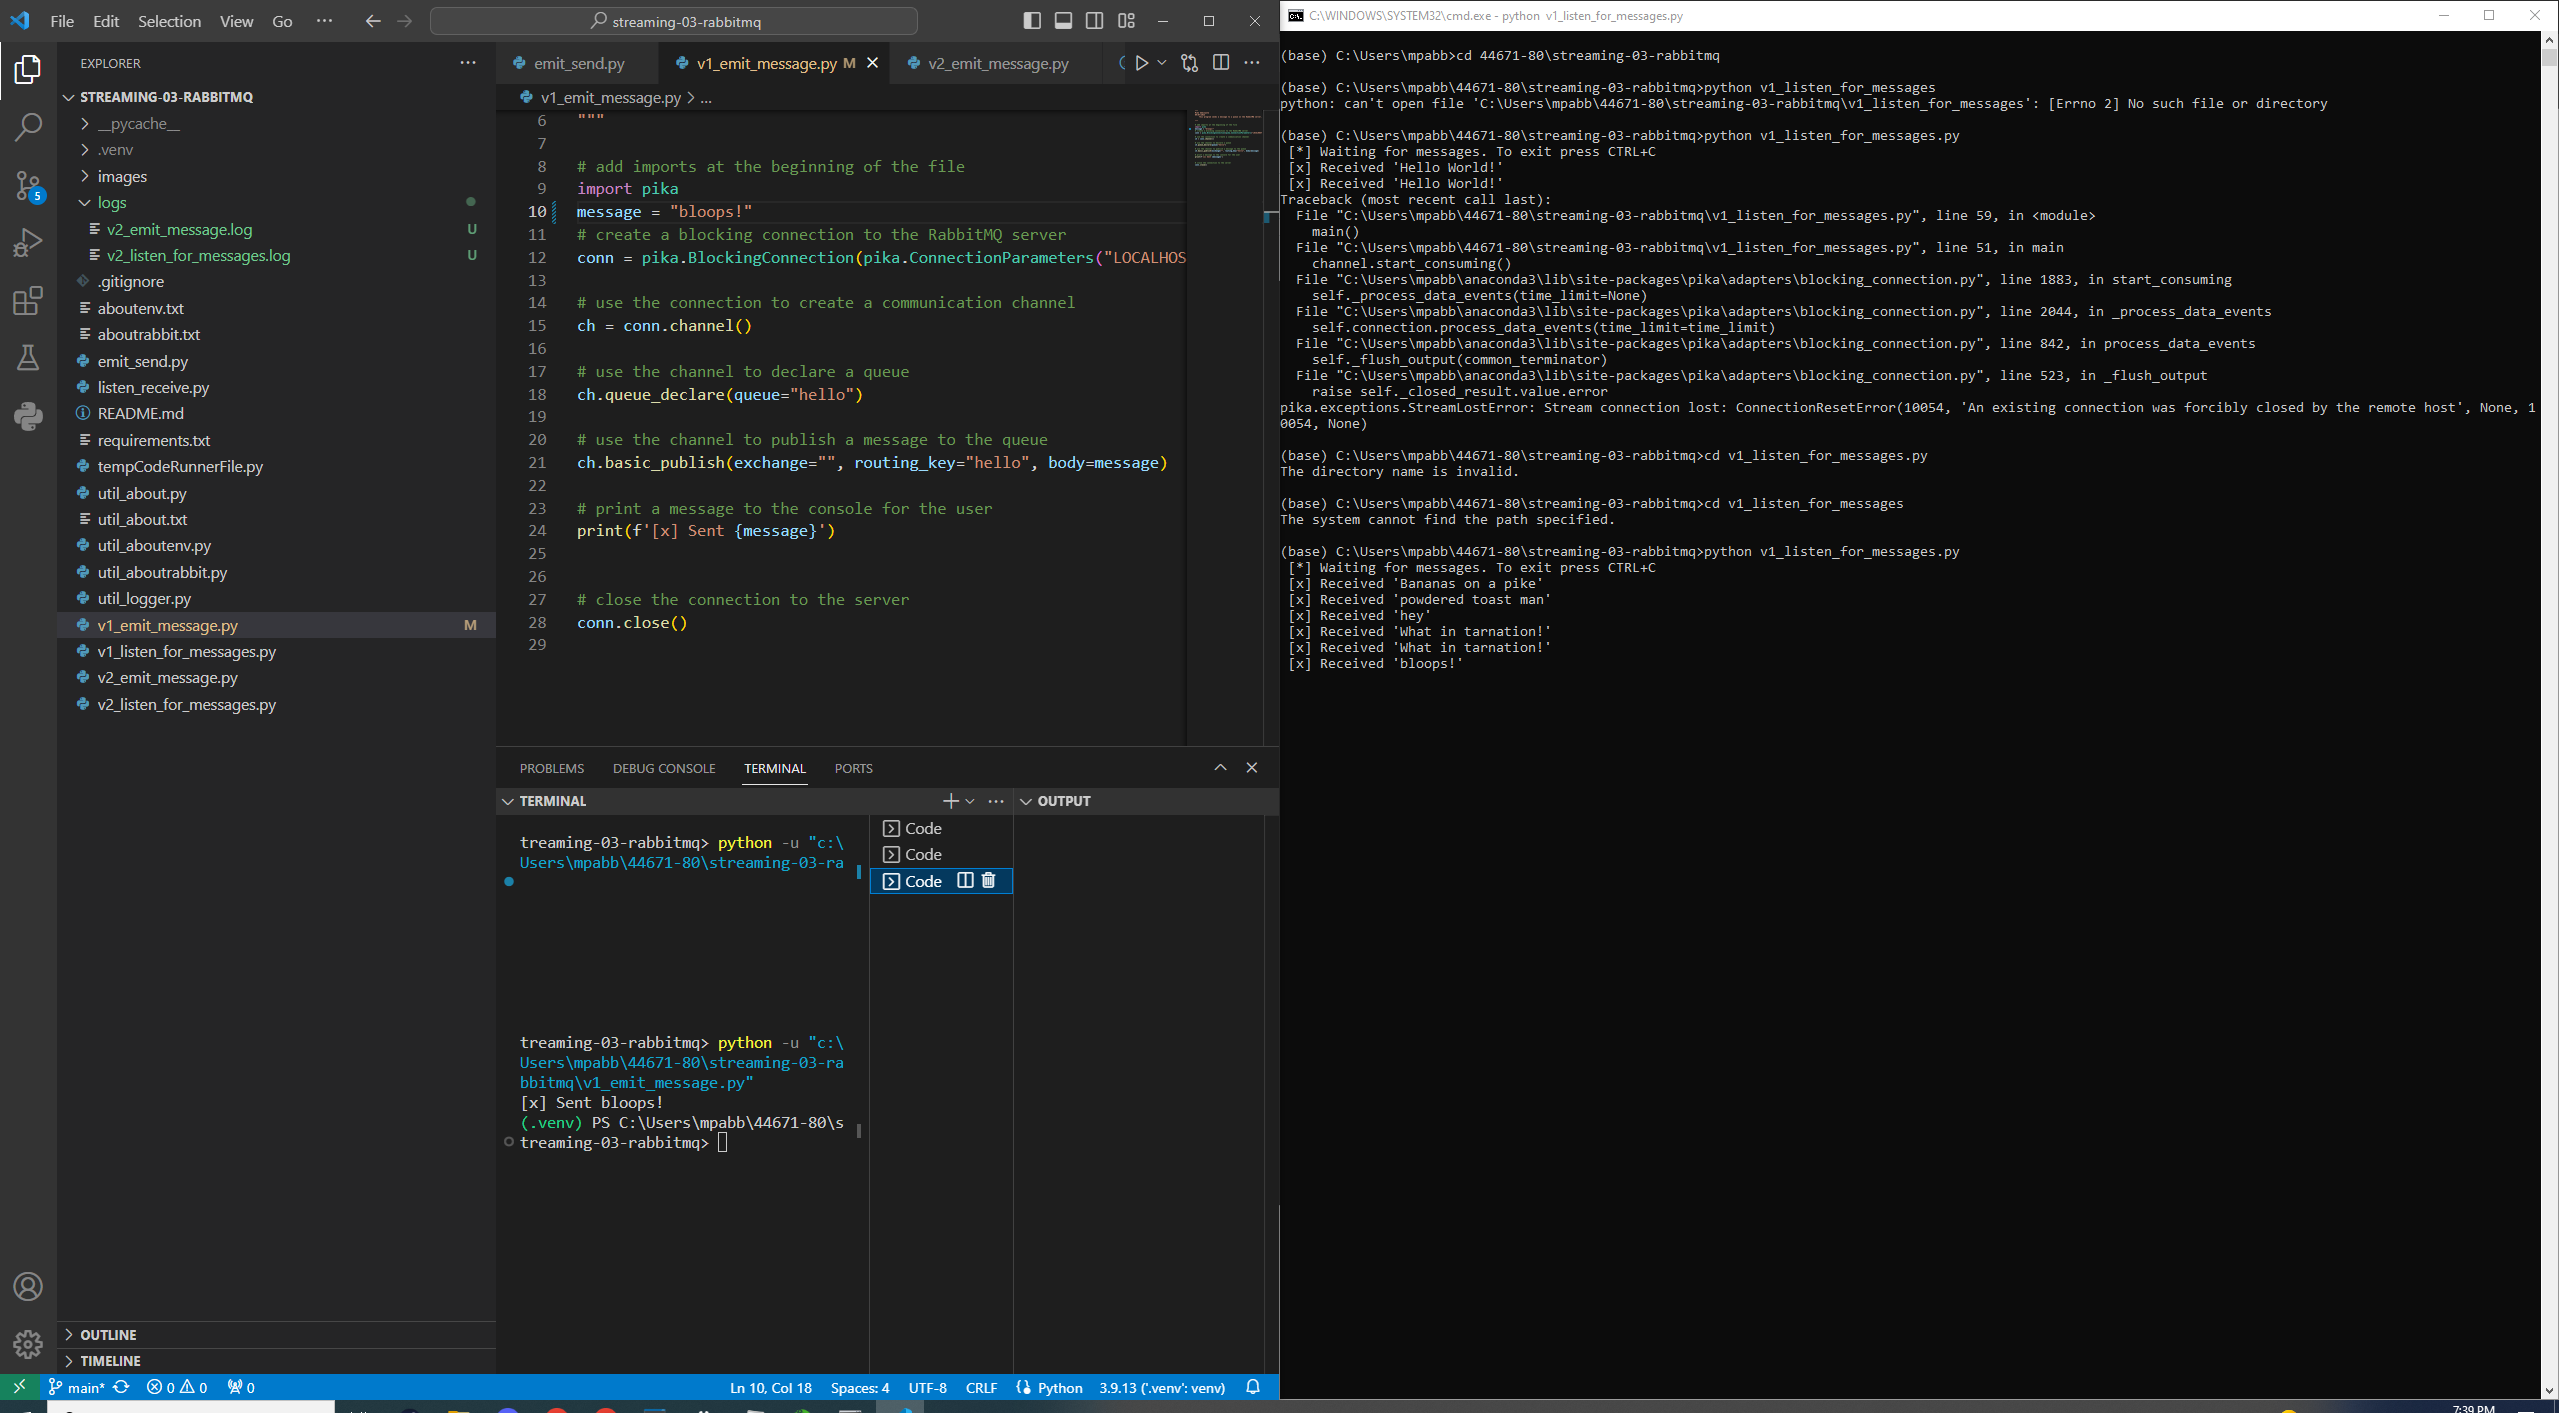 File Edit Selection View Go ··· streaming-03-rabbitmq
EXPLORER ···
STREAMING-03-RABBITMQ
__pycache__
.venv
images
logs
v2_emit_message.log U
v2_listen_for_messages.log U
.gitignore
aboutenv.txt
aboutrabbit.txt
emit_send.py
listen_receive.py
README.md
requirements.txt
tempCodeRunnerFile.py
util_about.py
util_about.txt
util_aboutenv.py
util_aboutrabbit.py
util_logger.py
v1_emit_message.py M
v1_listen_for_messages.py
v2_emit_message.py
v2_listen_for_messages.py
OUTLINE
TIMELINE
5
emit_send.py v1_emit_message.py M v2_emit_message.py
v1_emit_message.py > ...
6 """
7
8 # add imports at the beginning of the file
9 import pika
10 message = "bloops!"
11 # create a blocking connection to the RabbitMQ server
12 conn = pika.BlockingConnection(pika.ConnectionParameters("LOCALHOS
13
14 # use the connection to create a communication channel
15 ch = conn.channel()
16
17 # use the channel to declare a queue
18 ch.queue_declare(queue="hello")
19
20 # use the channel to publish a message to the queue
21 ch.basic_publish(exchange="", routing_key="hello", body=message)
22
23 # print a message to the console for the user
24 print(f'[x] Sent {message}')
25
26
27 # close the connection to the server
28 conn.close()
29
PROBLEMS DEBUG CONSOLE TERMINAL PORTS
TERMINAL
treaming-03-rabbitmq> python -u "c:\
Users\mpabb\44671-80\streaming-03-ra
treaming-03-rabbitmq> python -u "c:\
Users\mpabb\44671-80\streaming-03-ra
bbitmq\v1_emit_message.py"
[x] Sent bloops!
(.venv) PS C:\Users\mpabb\44671-80\s
treaming-03-rabbitmq>
Code
Code
Code
OUTPUT
main* 0 0 0 Ln 10, Col 18 Spaces: 4 UTF-8 CRLF Python 3.9.13 ('.venv': venv)
C:\WINDOWS\SYSTEM32\cmd.exe - python v1_listen_for_messages.py
(base) C:\Users\mpabb>cd 44671-80\streaming-03-rabbitmq
(base) C:\Users\mpabb\44671-80\streaming-03-rabbitmq>python v1_listen_for_messages
python: can't open file 'C:\Users\mpabb\44671-80\streaming-03-rabbitmq\v1_listen_for_messages': [Errno 2] No such file or directory
(base) C:\Users\mpabb\44671-80\streaming-03-rabbitmq>python v1_listen_for_messages.py
[*] Waiting for messages. To exit press CTRL+C
[x] Received 'Hello World!'
[x] Received 'Hello World!'
Traceback (most recent call last):
File "C:\Users\mpabb\44671-80\streaming-03-rabbitmq\v1_listen_for_messages.py", line 59, in <module>
main()
File "C:\Users\mpabb\44671-80\streaming-03-rabbitmq\v1_listen_for_messages.py", line 51, in main
channel.start_consuming()
File "C:\Users\mpabb\anaconda3\lib\site-packages\pika\adapters\blocking_connection.py", line 1883, in start_consuming
self._process_data_events(time_limit=None)
File "C:\Users\mpabb\anaconda3\lib\site-packages\pika\adapters\blocking_connection.py", line 2044, in _process_data_events
self.connection.process_data_events(time_limit=time_limit)
File "C:\Users\mpabb\anaconda3\lib\site-packages\pika\adapters\blocking_connection.py", line 842, in process_data_events
self._flush_output(common_terminator)
File "C:\Users\mpabb\anaconda3\lib\site-packages\pika\adapters\blocking_connection.py", line 523, in _flush_output
raise self._closed_result.value.error
pika.exceptions.StreamLostError: Stream connection lost: ConnectionResetError(10054, 'An existing connection was forcibly closed by the remote host', None, 1
0054, None)
(base) C:\Users\mpabb\44671-80\streaming-03-rabbitmq>cd v1_listen_for_messages.py
The directory name is invalid.
(base) C:\Users\mpabb\44671-80\streaming-03-rabbitmq>cd v1_listen_for_messages
The system cannot find the path specified.
(base) C:\Users\mpabb\44671-80\streaming-03-rabbitmq>python v1_listen_for_messages.py
[*] Waiting for messages. To exit press CTRL+C
[x] Received 'Bananas on a pike'
[x] Received 'powdered toast man'
[x] Received 'hey'
[x] Received 'What in tarnation!'
[x] Received 'What in tarnation!'
[x] Received 'bloops!'
7:39 PM